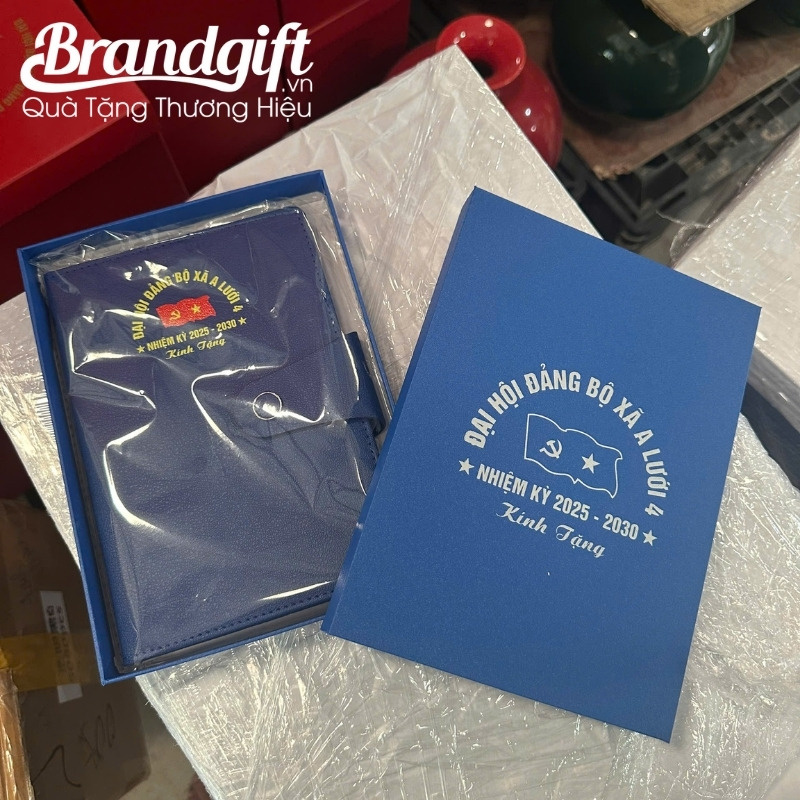 Brandgift
.vn
Quà Tặng Thương Hiệu
ĐẠI HỘI ĐẢNG BỘ XÃ A LƯỚI 4
★ NHIỆM KỲ 2025 - 2030 ★
Kính Tặng
ĐẠI HỘI ĐẢNG BỘ XÃ A LƯỚI 4
★ NHIỆM KỲ 2025 - 2030 ★
Kính Tặng